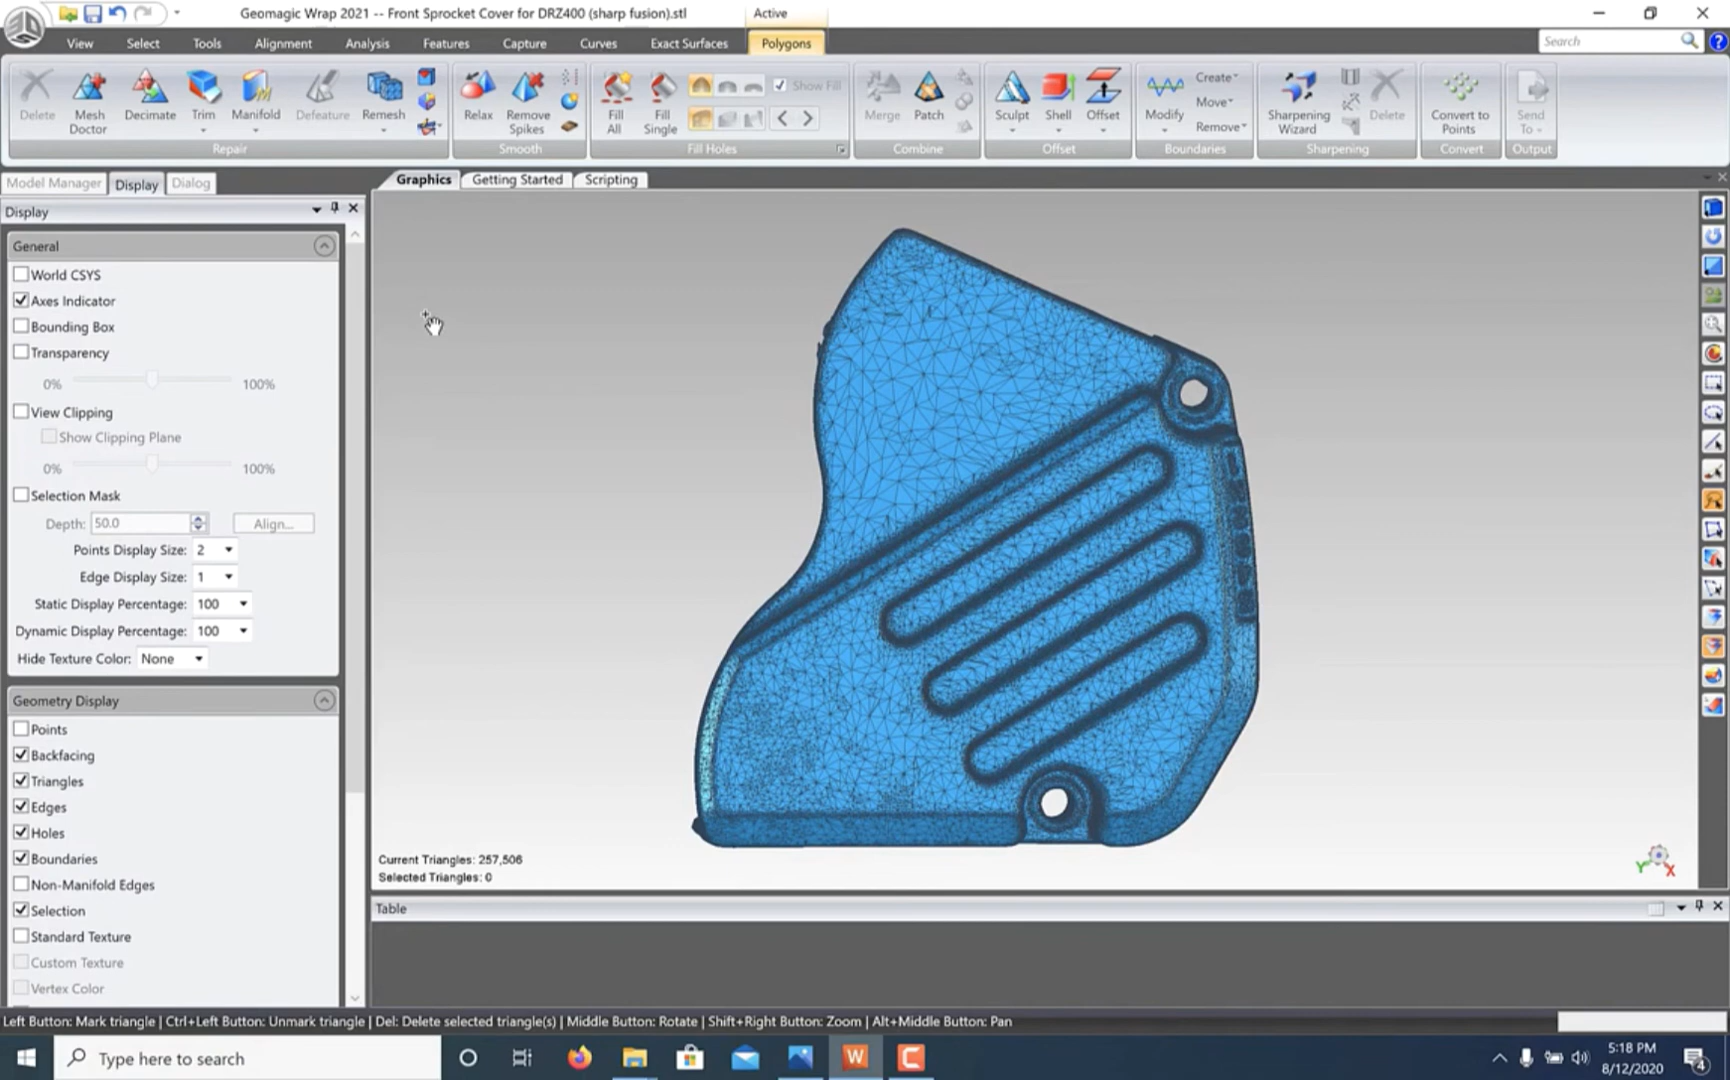 Geomagic Wrap 2021 -- Front Sprocket Cover for DRZ400 (sharp fusion).stl
Active
View Select Tools Alignment Analysis Features Capture Curves Exact Surfaces Polygons
Search
Delete
Mesh Doctor
Decimate
Trim
Manifold
Defeature
Remesh
Relax
Remove Spikes
Fill All
Fill Single
Show Fill
Merge
Patch
Sculpt
Shell
Offset
Modify
Create
Move
Remove
Sharpening Wizard
Delete
Convert to Points
Send To
Repair
Smooth
Fill Holes
Combine
Offset
Boundaries
Sharpening
Convert
Output
Model Manager Display Dialog
Graphics Getting Started Scripting
Display
General
World CSYS
Axes Indicator
Bounding Box
Transparency
0% 100%
View Clipping
Show Clipping Plane
0% 100%
Selection Mask
Depth: 50.0 Align...
Points Display Size: 2
Edge Display Size: 1
Static Display Percentage: 100
Dynamic Display Percentage: 100
Hide Texture Color: None
Geometry Display
Points
Backfacing
Triangles
Edges
Holes
Boundaries
Non-Manifold Edges
Selection
Standard Texture
Custom Texture
Vertex Color
Current Triangles: 257,506
Selected Triangles: 0
Y X
Table
Left Button: Mark triangle | Ctrl+Left Button: Unmark triangle | Del: Delete selected triangle(s) | Middle Button: Rotate | Shift+Right Button: Zoom | Alt+Middle Button: Pan
Type here to search
W
5:18 PM
8/12/2020
4